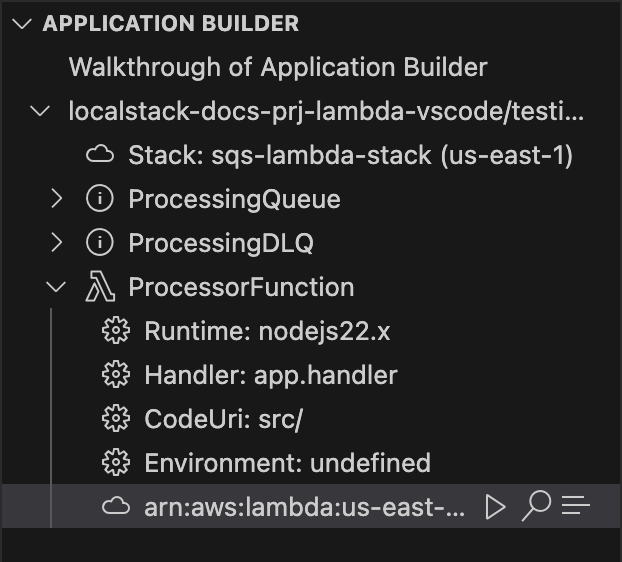 APPLICATION BUILDER
Walkthrough of Application Builder
localstack-docs-prj-lambda-vscode/testi...
Stack: sqs-lambda-stack (us-east-1)
ProcessingQueue
ProcessingDLQ
ProcessorFunction
Runtime: nodejs22.x
Handler: app.handler
CodeUri: src/
Environment: undefined
arn:aws:lambda:us-east-...